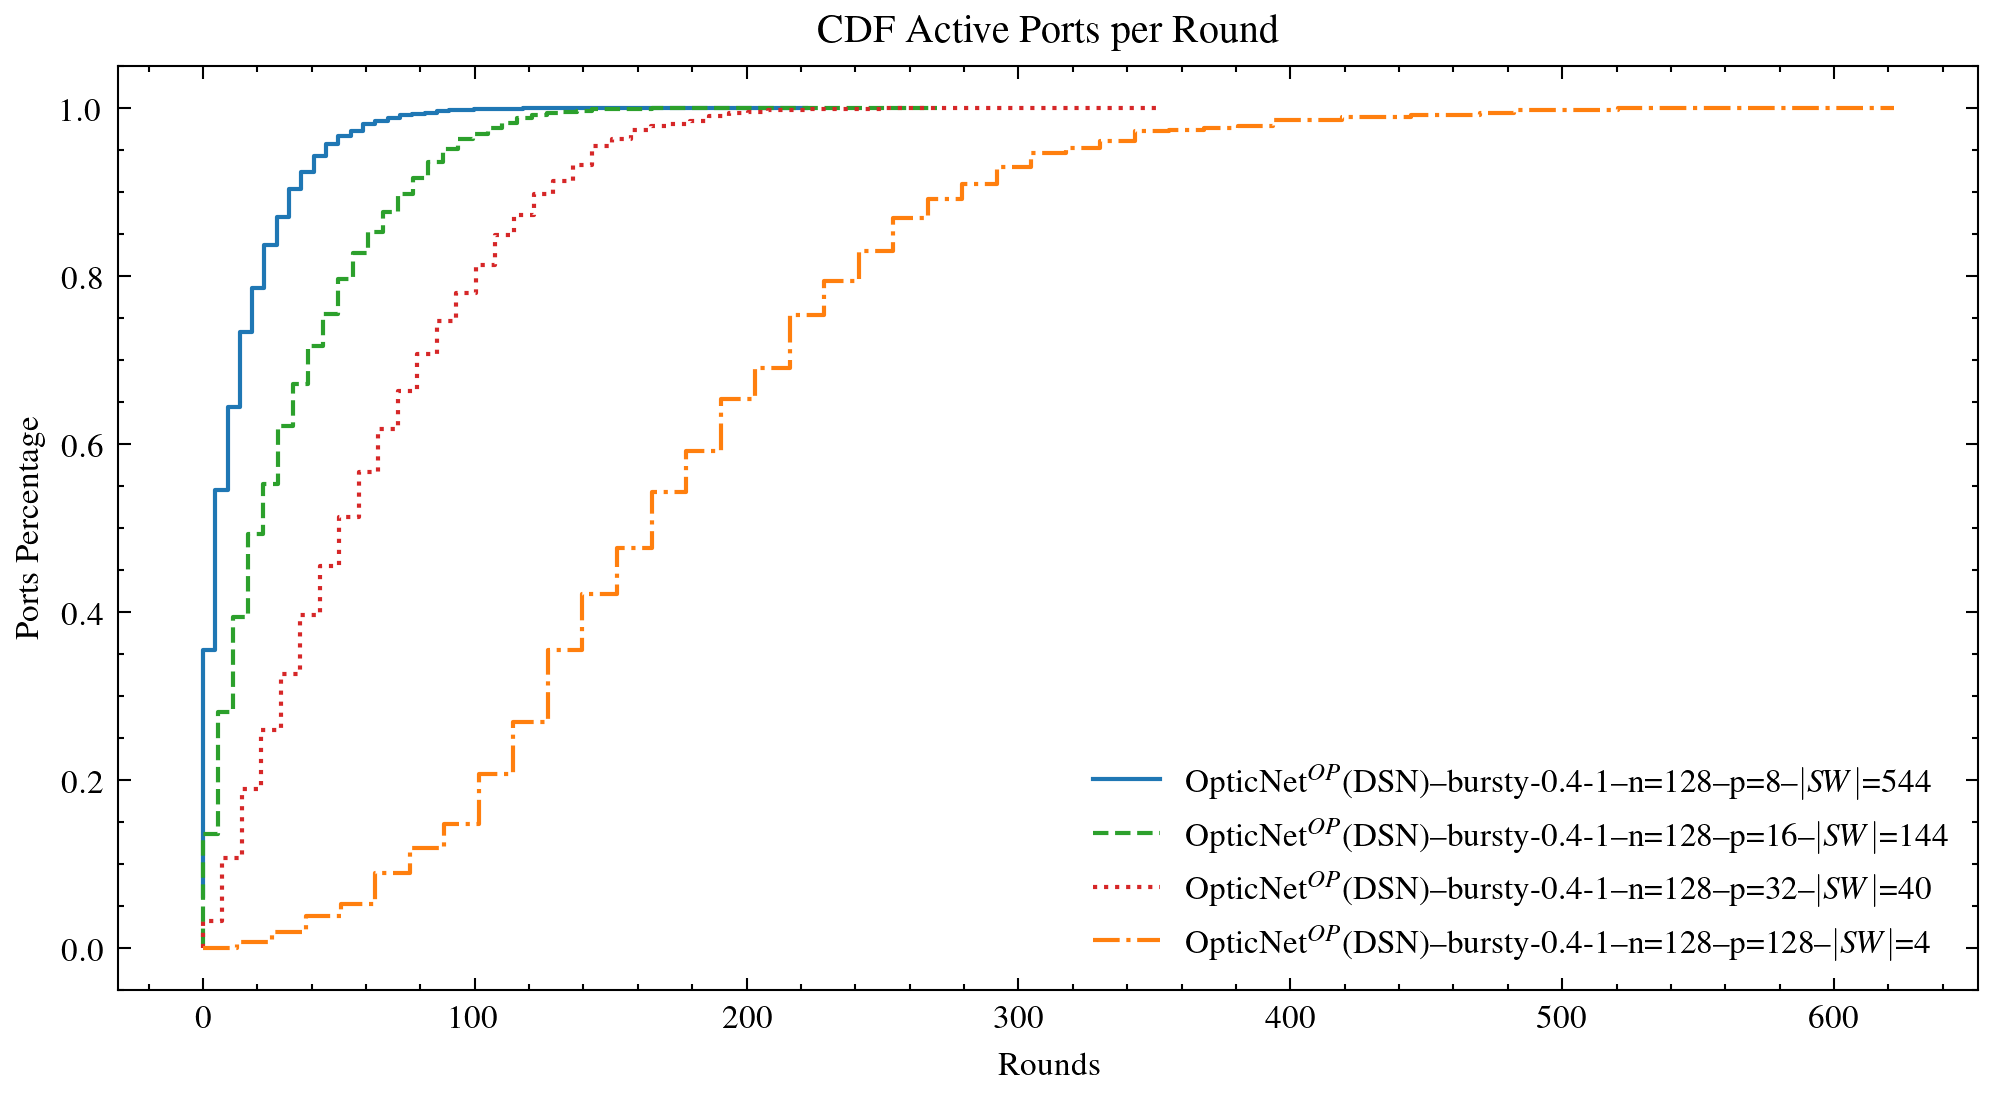 CDF Active Ports per Round
Ports Percentage
1.0
0.8
0.6
0.4
0.2
0.0
OpticNet^OP(DSN)–bursty-0.4-1–n=128–p=8–|SW|=544
OpticNet^OP(DSN)–bursty-0.4-1–n=128–p=16–|SW|=144
OpticNet^OP(DSN)–bursty-0.4-1–n=128–p=32–|SW|=40
OpticNet^OP(DSN)–bursty-0.4-1–n=128–p=128–|SW|=4
0 100 200 300 400 500 600
Rounds